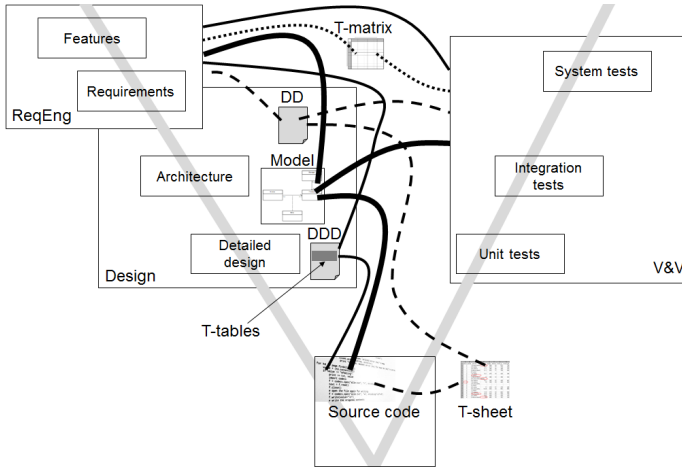 T-matrix
Features
System tests
Requirements
ReqEng
DD
Model
Architecture
Integration
tests
DDD
Detailed
design
Unit tests
Design
V&V
T-tables
Source code
T-sheet